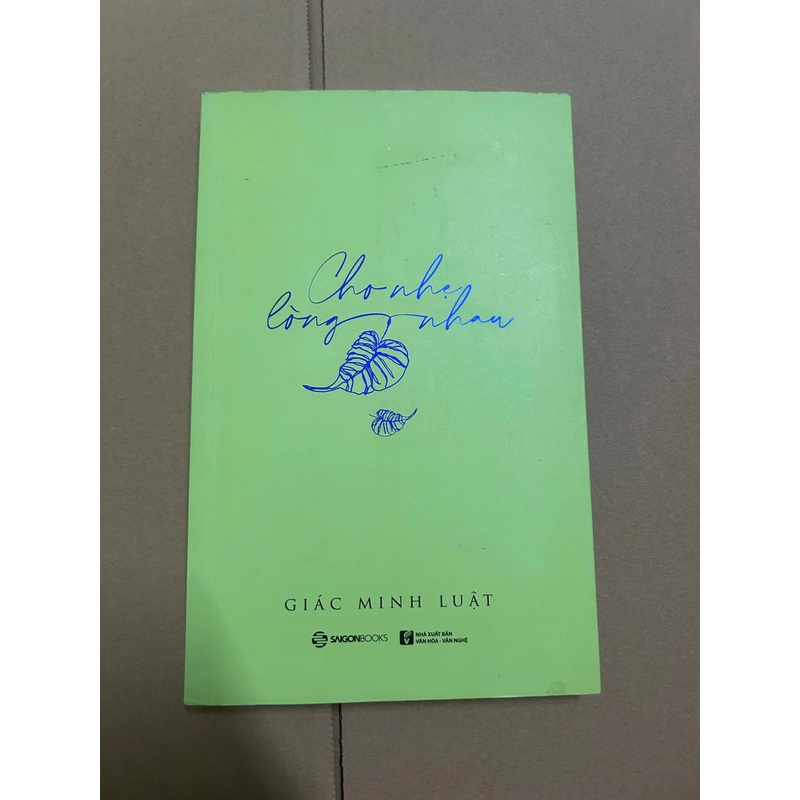 Cho nhẹ
lòng nhau
GIÁC MINH LUẬT
SAIGONBOOKS
NHÀ XUẤT BẢN
VĂN HÓA - VĂN NGHỆ